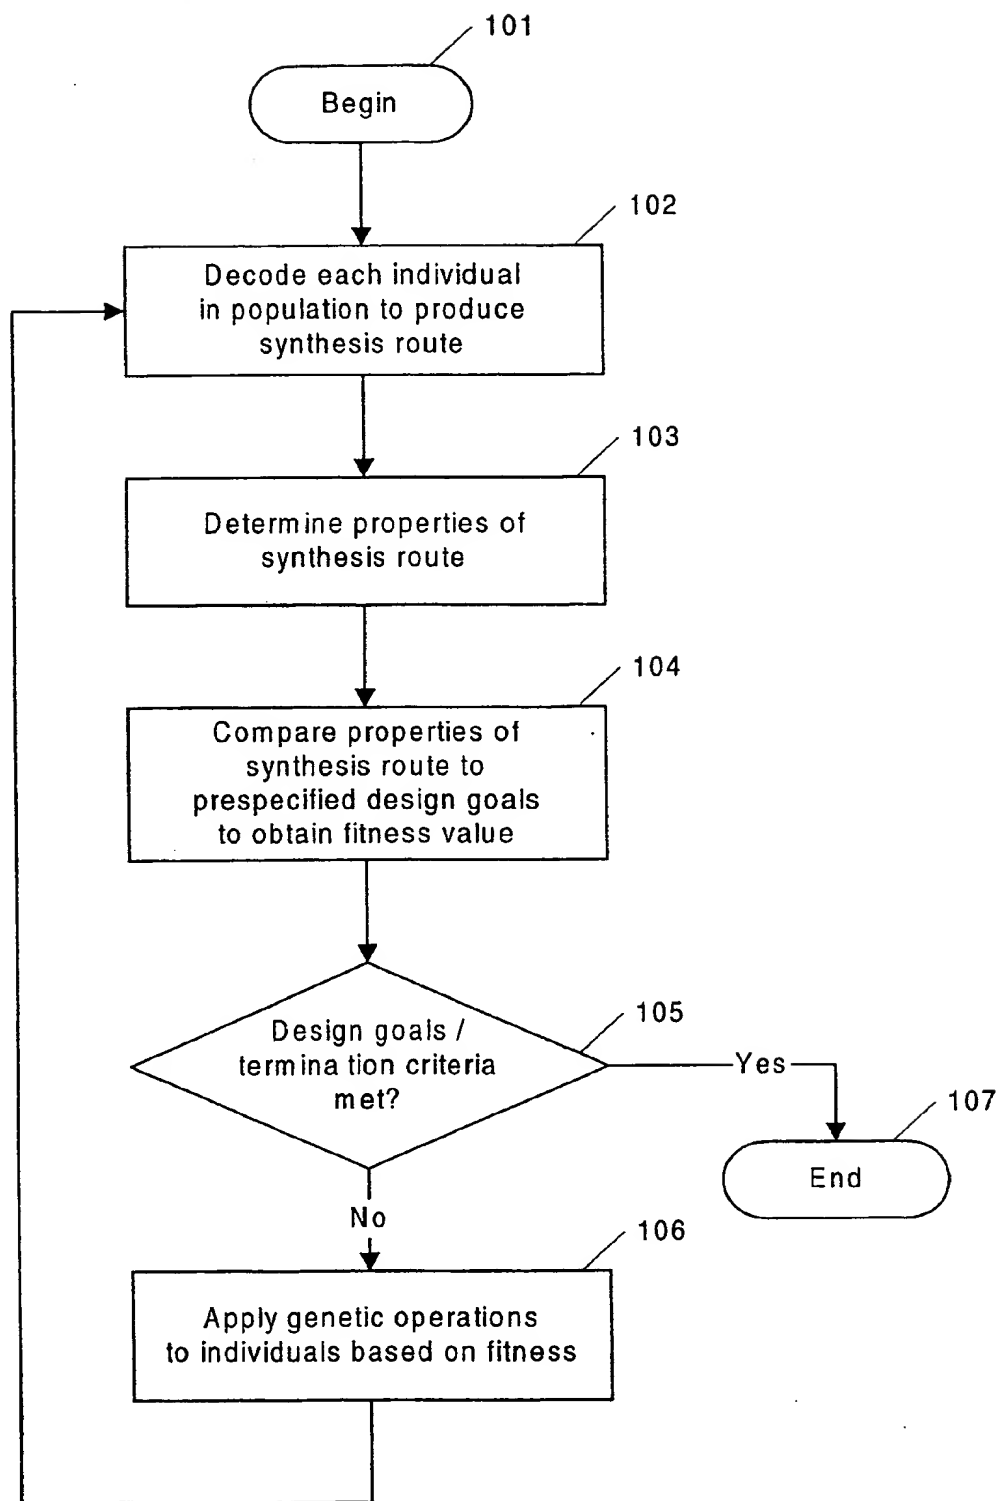 101
Begin
102
Decode each individual
in population to produce
synthesis route
103
Determine properties of
synthesis route
104
Compare properties of
synthesis route to
prespecified design goals
to obtain fitness value
105
Design goals /
termination criteria
met?
Yes
107
End
No
106
Apply genetic operations
to individuals based on fitness